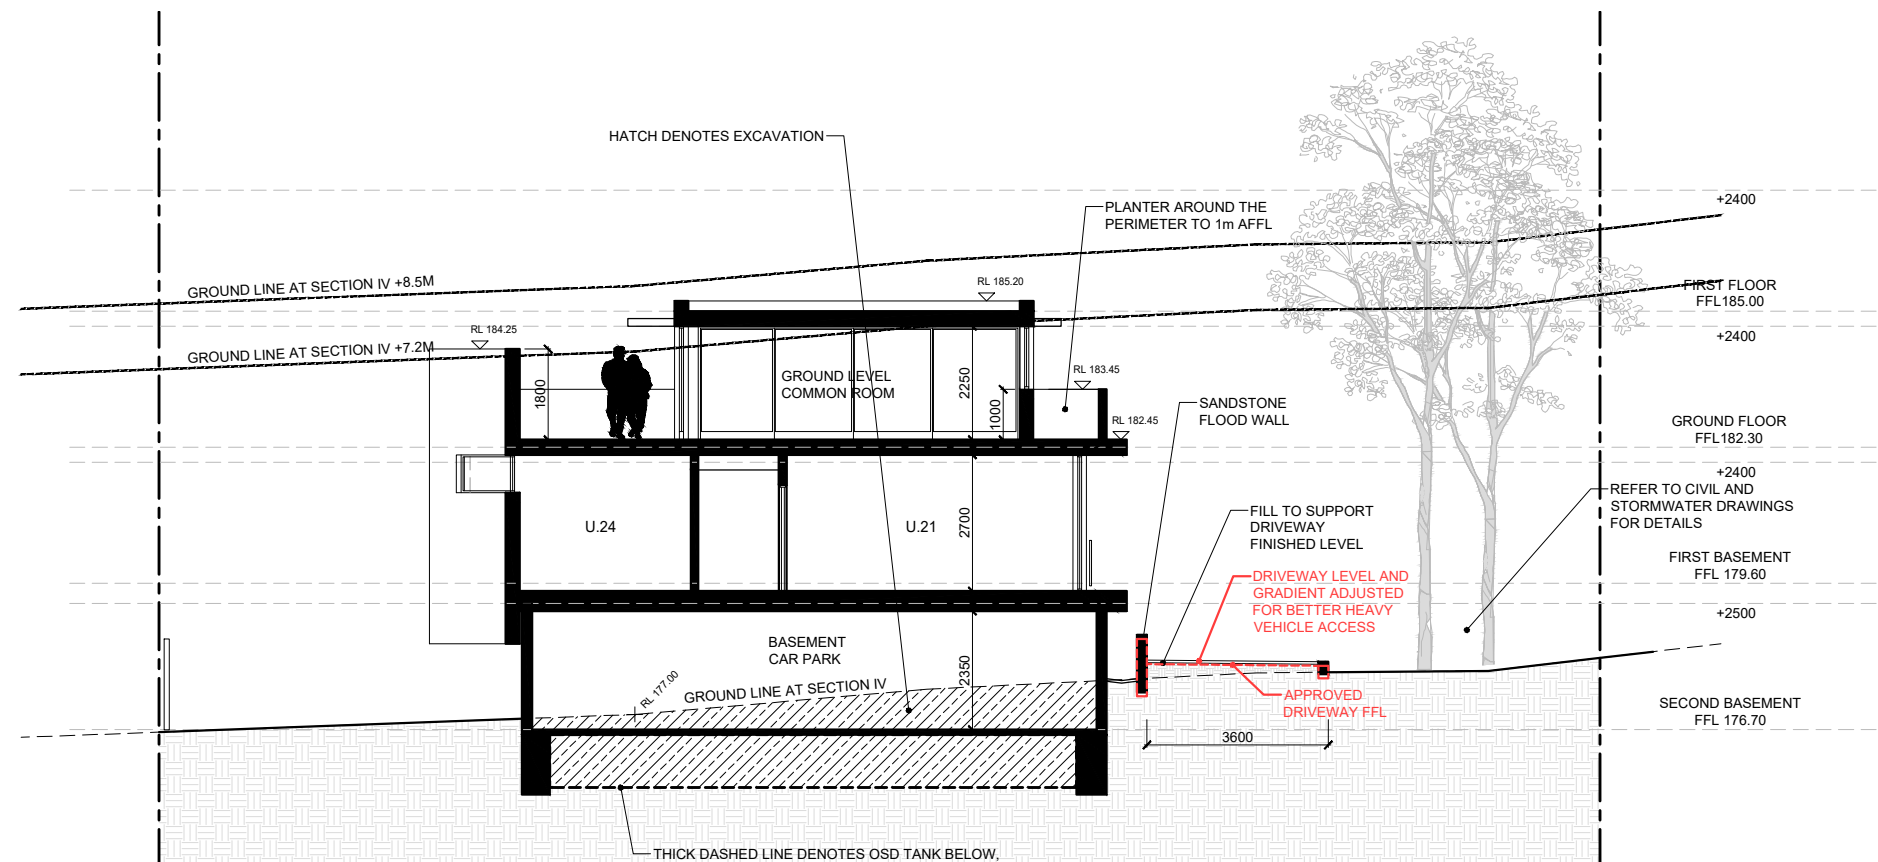 HATCH DENOTES EXCAVATION
+2400
PLANTER AROUND THE
PERIMETER TO 1m AFFL
GROUND LINE AT SECTION IV +8.5M
RL 185.20
FIRST FLOOR
FFL185.00
RL 184.25
+2400
GROUND LINE AT SECTION IV +7.2M
GROUND LEVEL
COMMON ROOM
1800
2250
1000
RL 183.45
SANDSTONE
FLOOD WALL
RL 182.45
GROUND FLOOR
FFL182.30
+2400
REFER TO CIVIL AND
STORMWATER DRAWINGS
FOR DETAILS
U.24
U.21
2700
FILL TO SUPPORT
DRIVEWAY
FINISHED LEVEL
FIRST BASEMENT
FFL 179.60
DRIVEWAY LEVEL AND
GRADIENT ADJUSTED
FOR BETTER HEAVY
VEHICLE ACCESS
+2500
BASEMENT
CAR PARK
2350
RL 177.00
GROUND LINE AT SECTION IV
APPROVED
DRIVEWAY FFL
SECOND BASEMENT
FFL 176.70
3600
THICK DASHED LINE DENOTES OSD TANK BELOW,